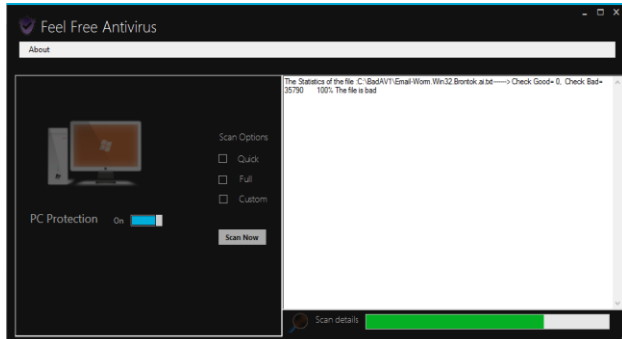 Feel Free Antivirus
About
The Statistics of the file :C:\BadAV1\Email-Worm.Win32.Brontok.ai.txt-----> Check Good= 0, Check Bad=
35790 100% The file is bad
Scan Options
Quick
Full
Custom
PC Protection On
Scan Now
Scan details